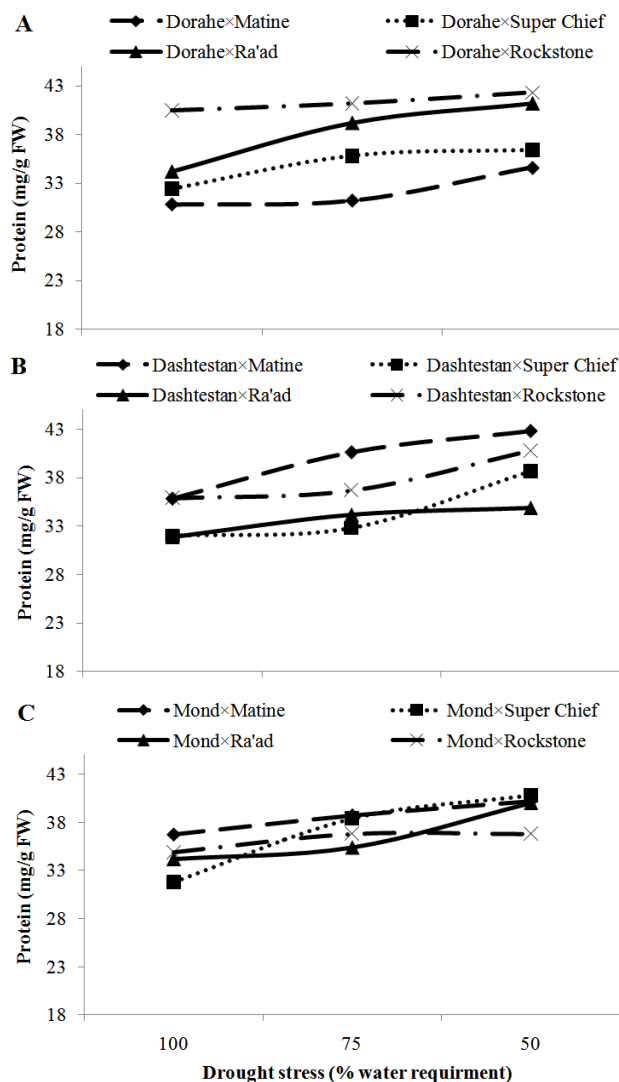 A
Dorahe×Matine Dorahe×Super Chief
Dorahe×Ra'ad Dorahe×Rockstone
Protein (mg/g FW)
43
38
33
28
23
18
B
Dashtestan×Matine Dashtestan×Super Chief
Dashtestan×Ra'ad Dashtestan×Rockstone
Protein (mg/g FW)
43
38
33
28
23
18
C
Mond×Matine Mond×Super Chief
Mond×Ra'ad Mond×Rockstone
Protein (mg/g FW)
43
38
33
28
23
18
100 75 50
Drought stress (% water requirment)